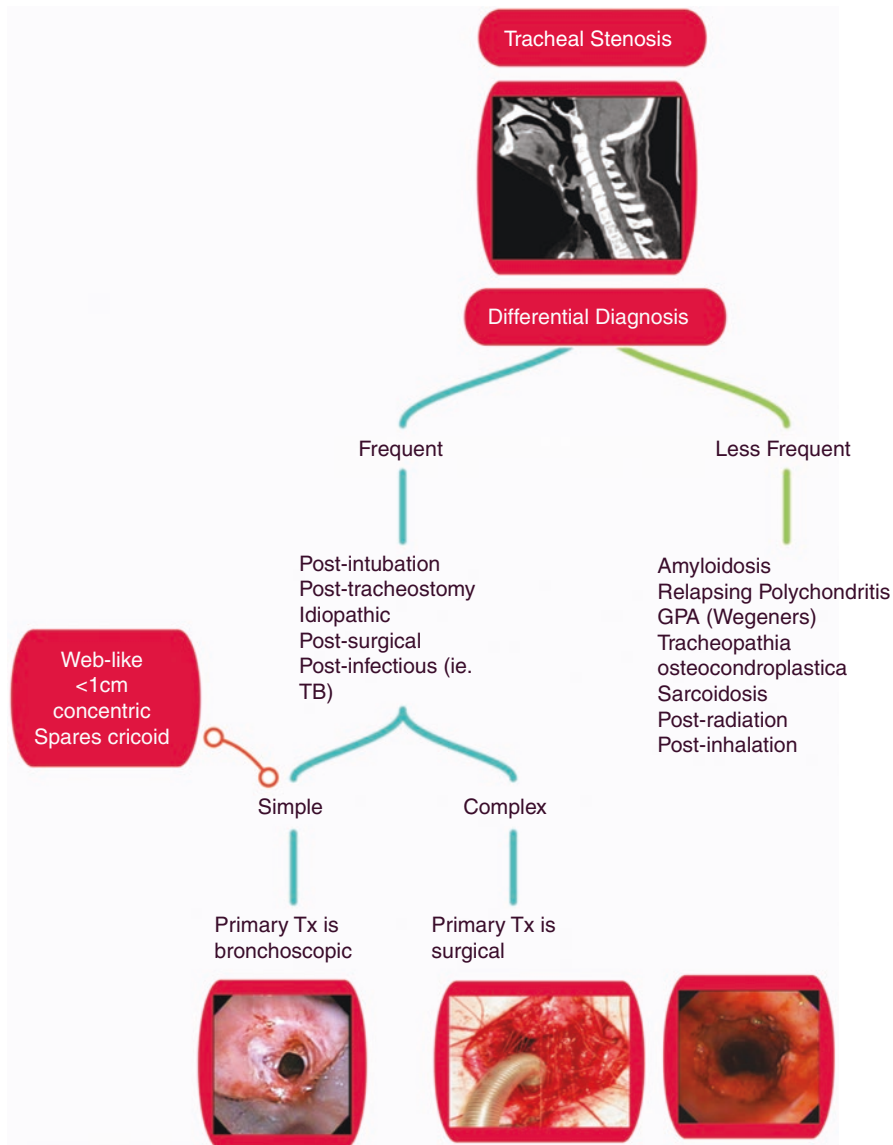 Tracheal Stenosis
Differential Diagnosis
Frequent
Less Frequent
Post-intubation
Post-tracheostomy
Idiopathic
Post-surgical
Post-infectious (ie.
TB)
Amyloidosis
Relapsing Polychondritis
GPA (Wegeners)
Tracheopathia
osteocondroplastica
Sarcoidosis
Post-radiation
Post-inhalation
Web-like
<1cm
concentric
Spares cricoid
Simple
Complex
Primary Tx is
bronchoscopic
Primary Tx is
surgical